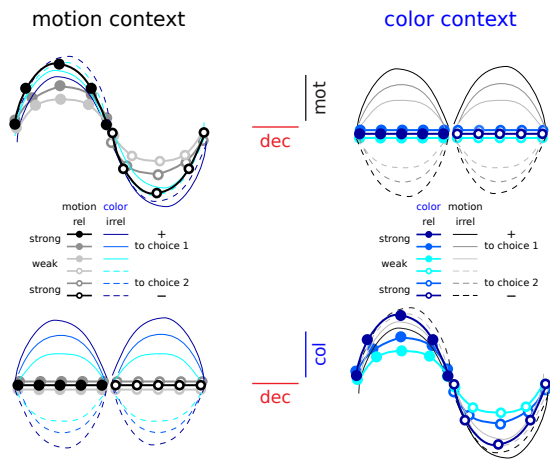 motion context
color context
mot
dec
motion color
rel irrel
strong +
to choice 1
weak
to choice 2
strong −
color motion
rel irrel
strong +
to choice 1
weak
to choice 2
strong −
col
dec